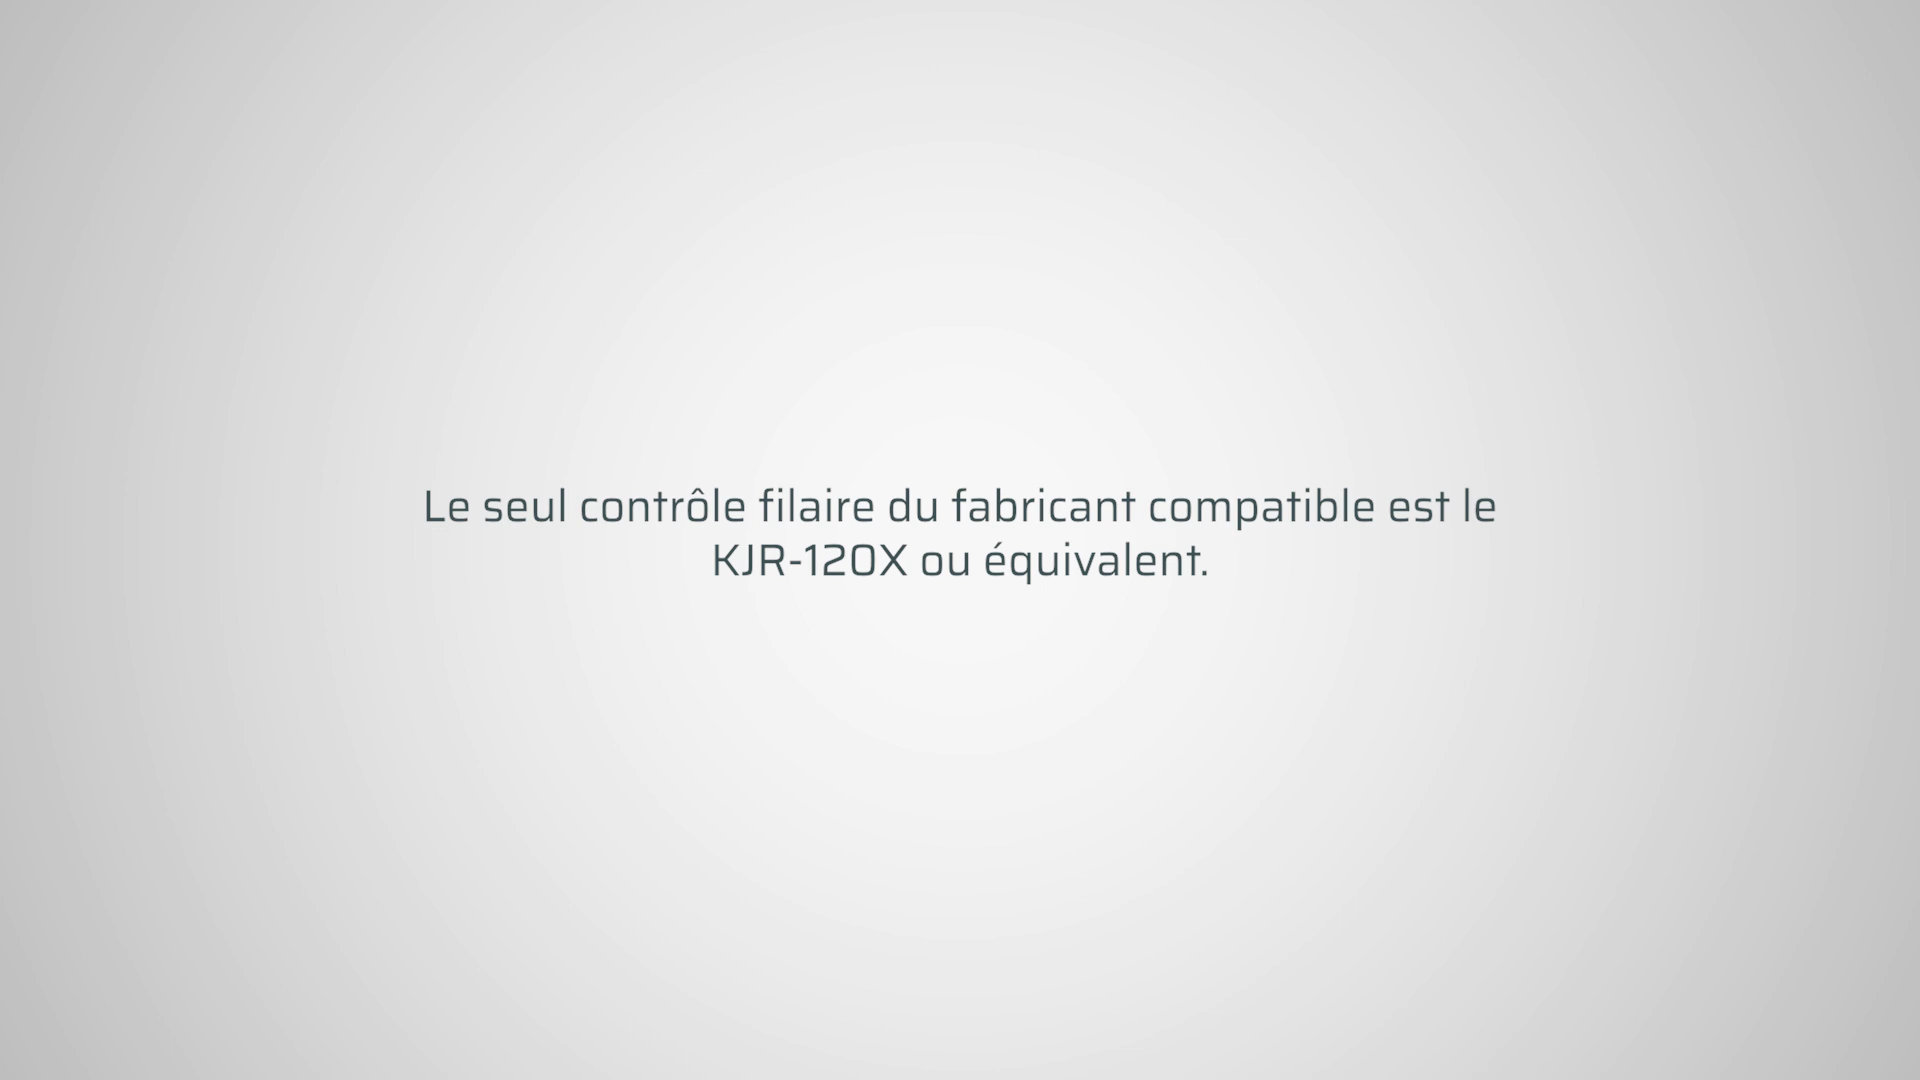 Le seul contrôle filaire du fabricant compatible est le
KJR-120X ou équivalent.